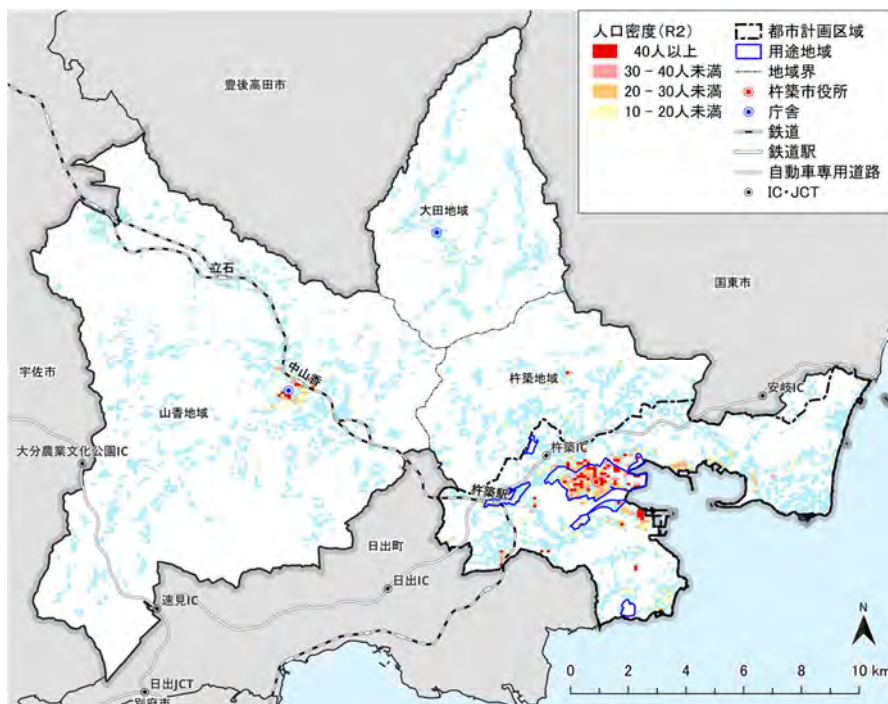 人口密度(R2)
40人以上
30－40人未満
20－30人未満
10－20人未満
都市計画区域
用途地域
地域界
杵築市役所
庁舎
鉄道
鉄道駅
自動車専用道路
IC・JCT
豊後高田市
大田地域
立石
国東市
宇佐市
中山香
杵築地域
安岐IC
山香地域
大分農業文化公園IC
杵築IC
杵築駅
日出町
日出IC
速見IC
N
日出JCT
別府市
0 2 4 6 8 10 km